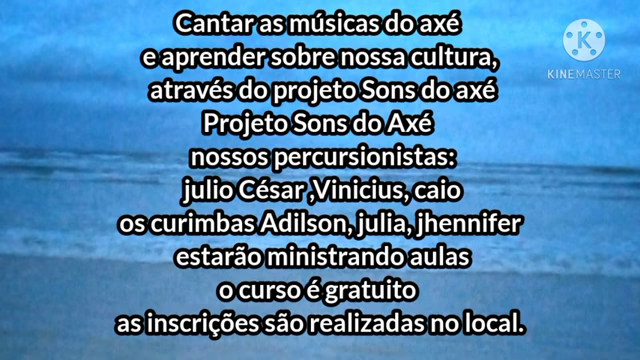 Cantar as músicas do axé
e aprender sobre nossa cultura,
através do projeto Sons do axé
Projeto Sons do Axé
nossos percursionistas:
julio César ,Vinicius, caio
os curimbas Adilson, julia, jhennifer
estarão ministrando aulas
o curso é gratuito
as inscrições são realizadas no local.
K
KINEMASTER